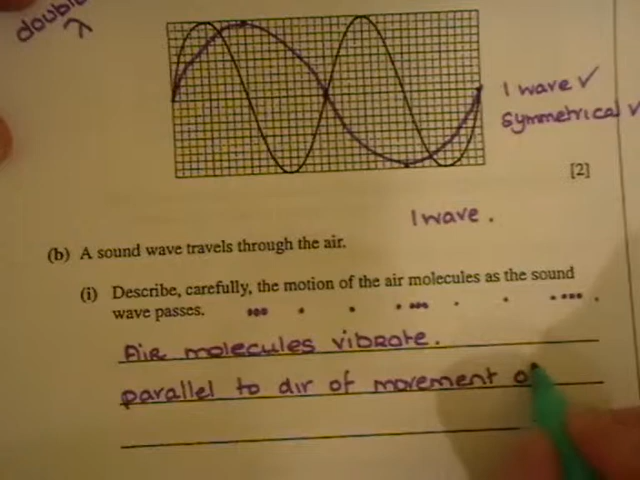 double
λ
1 wave ✓
Symmetrical ✓
[2]
1 wave.
(b) A sound wave travels through the air.
(i) Describe, carefully, the motion of the air molecules as the sound
wave passes.
Air molecules vibrate.
parallel to dir of movement